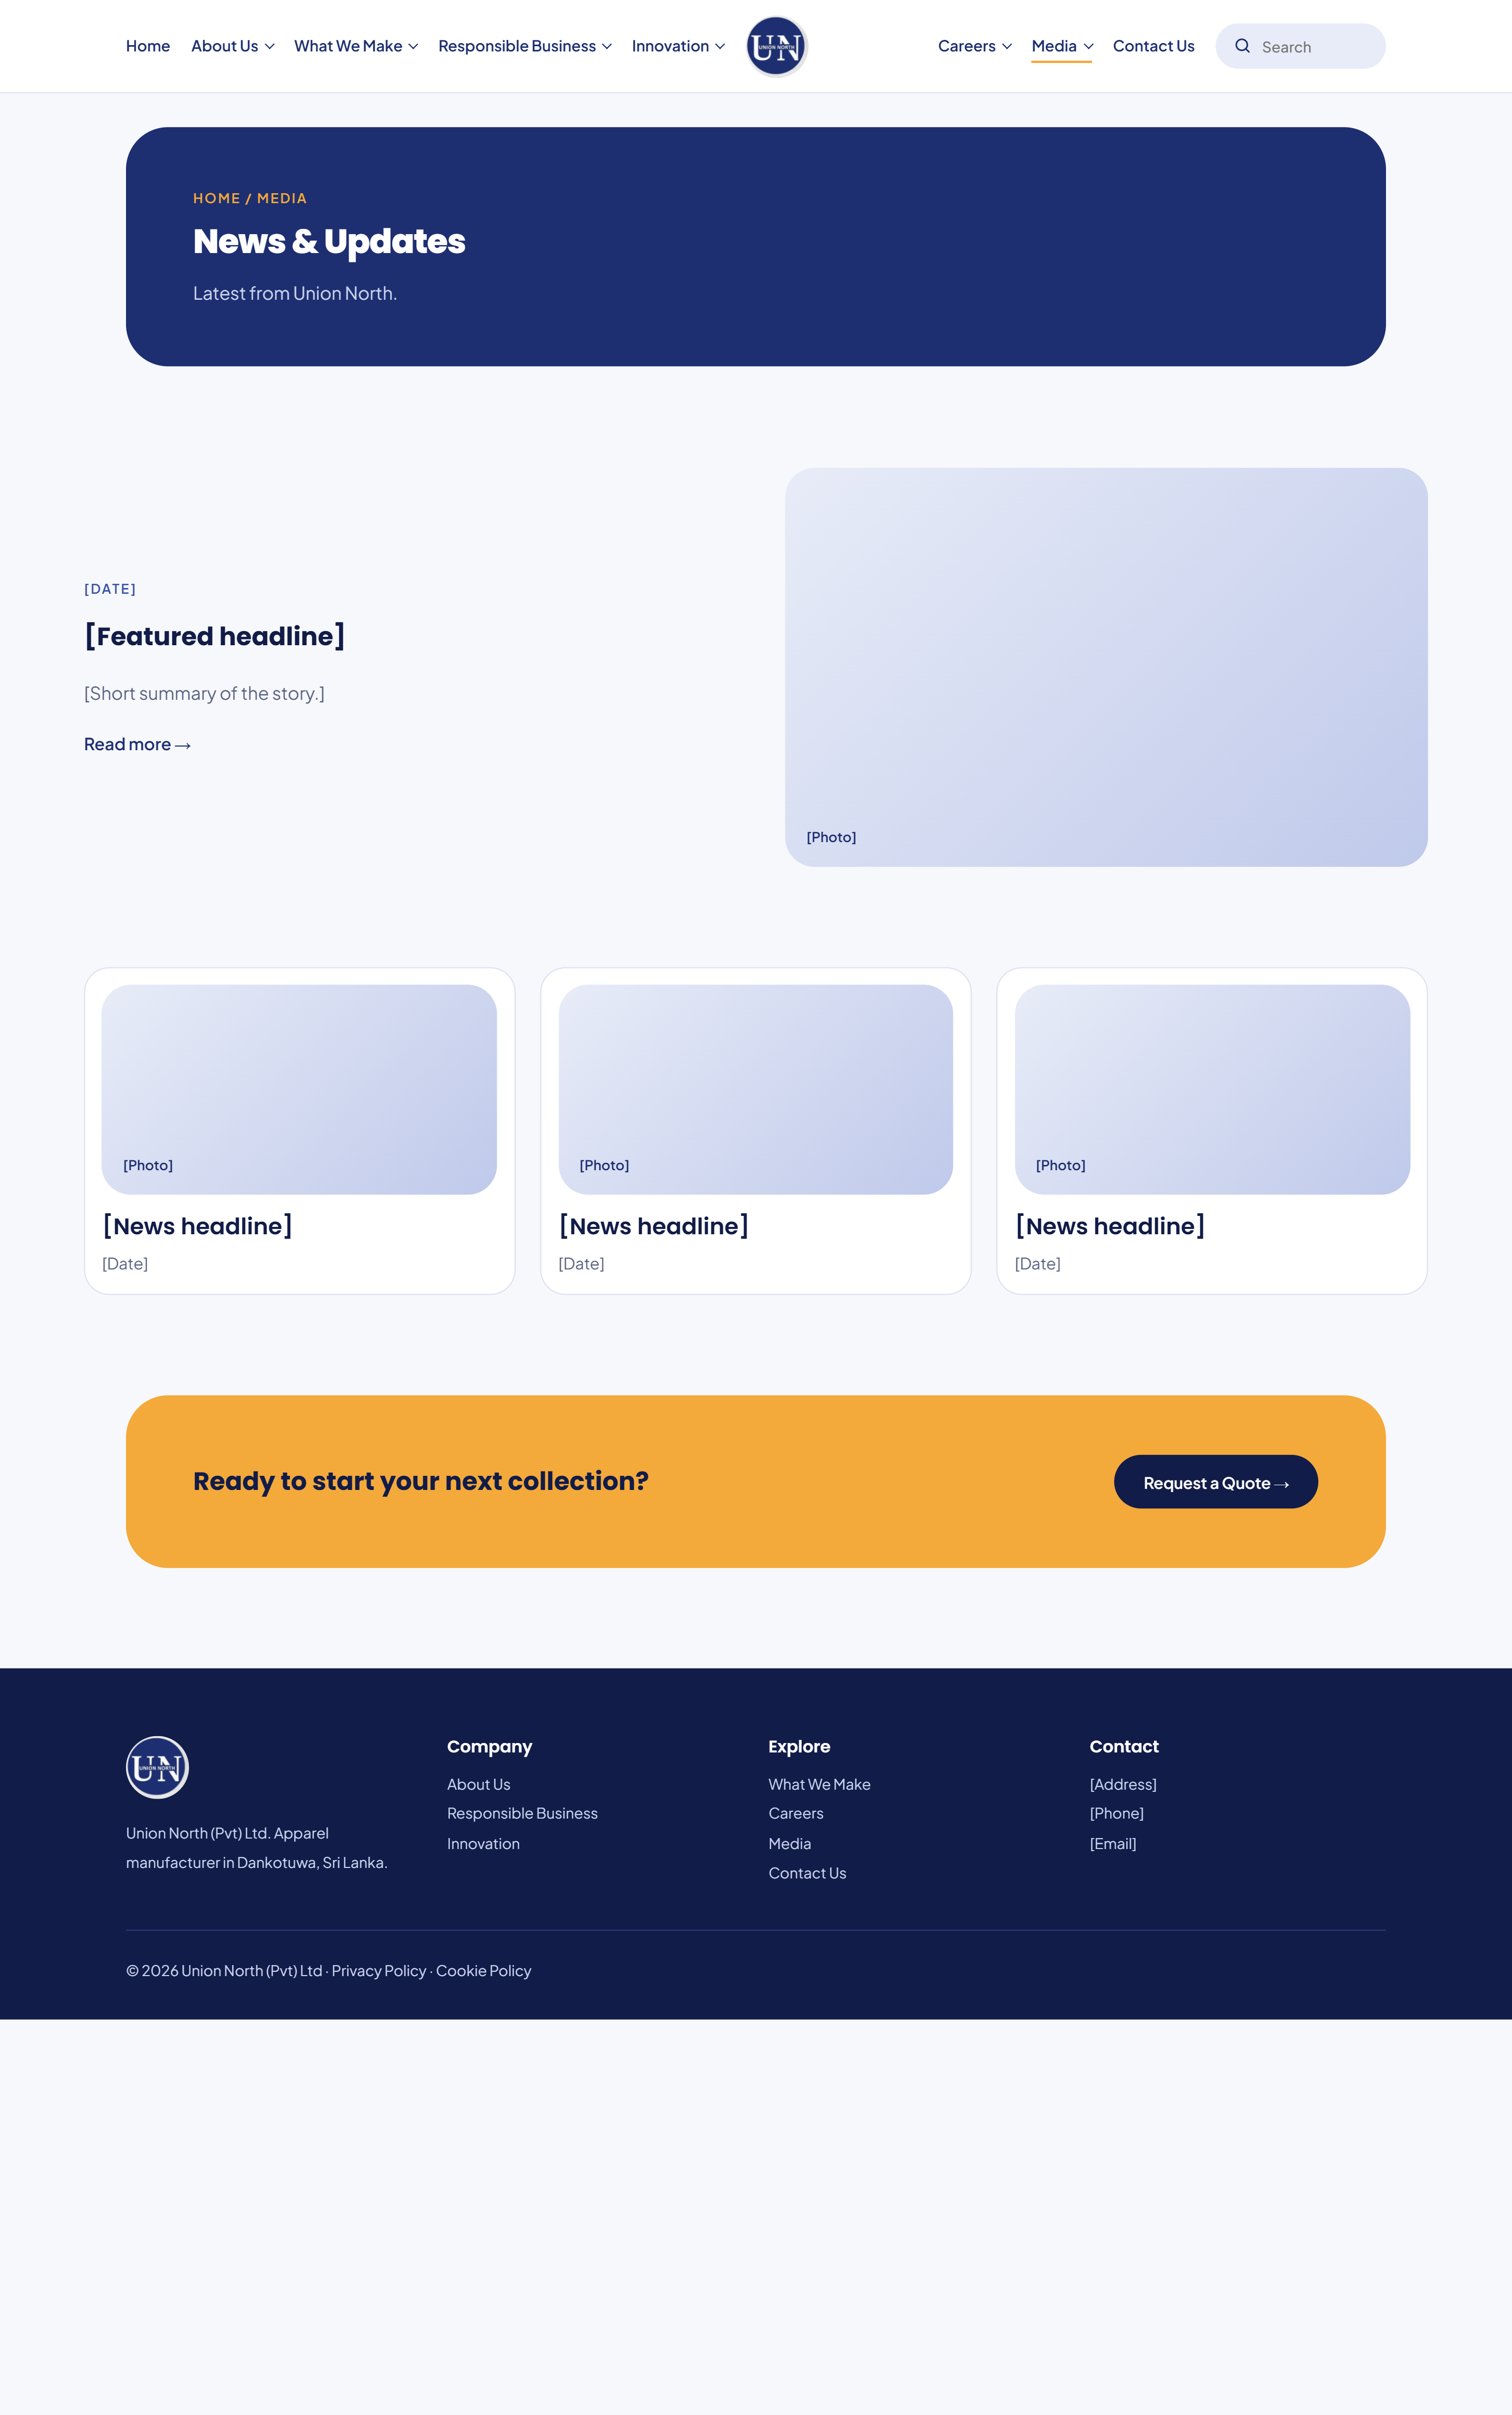 Home About Us What We Make Responsible Business Innovation UN UNION NORTH Careers Media Contact Us Search
HOME / MEDIA
News & Updates
Latest from Union North.
[DATE]
[Featured headline]
[Short summary of the story.]
Read more →
[Photo]
[Photo]
[News headline]
[Date]
[Photo]
[News headline]
[Date]
[Photo]
[News headline]
[Date]
Ready to start your next collection?
Request a Quote →
UN
UNION NORTH
Union North (Pvt) Ltd. Apparel
manufacturer in Dankotuwa, Sri Lanka.
Company
About Us
Responsible Business
Innovation
Explore
What We Make
Careers
Media
Contact Us
Contact
[Address]
[Phone]
[Email]
© 2026 Union North (Pvt) Ltd · Privacy Policy · Cookie Policy